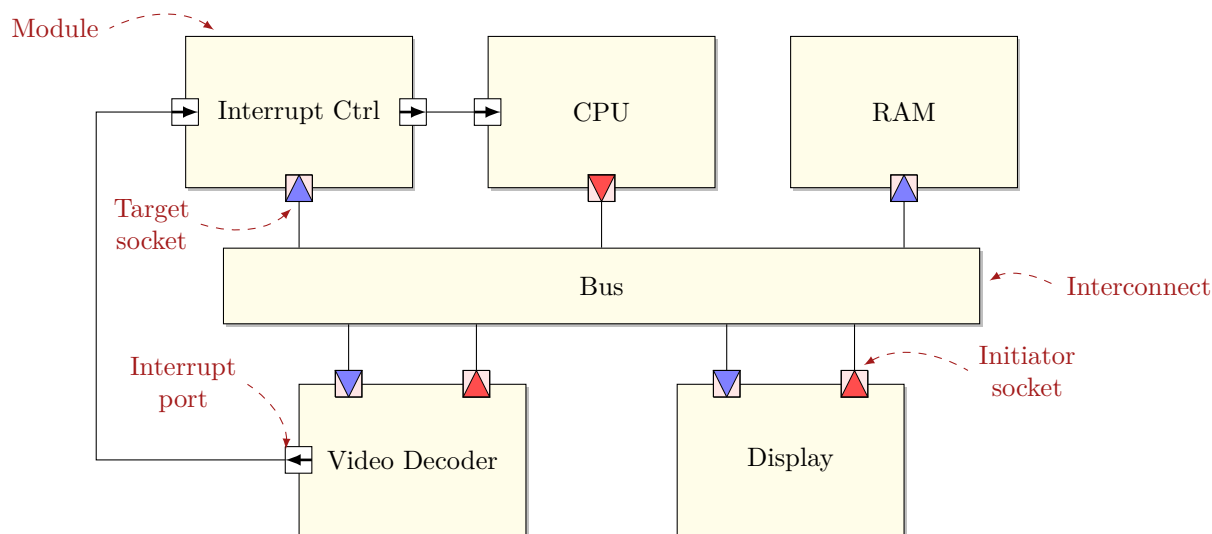 Module
Interrupt Ctrl
CPU
RAM
Target
socket
Bus
Interconnect
Interrupt
port
Initiator
socket
Video Decoder
Display